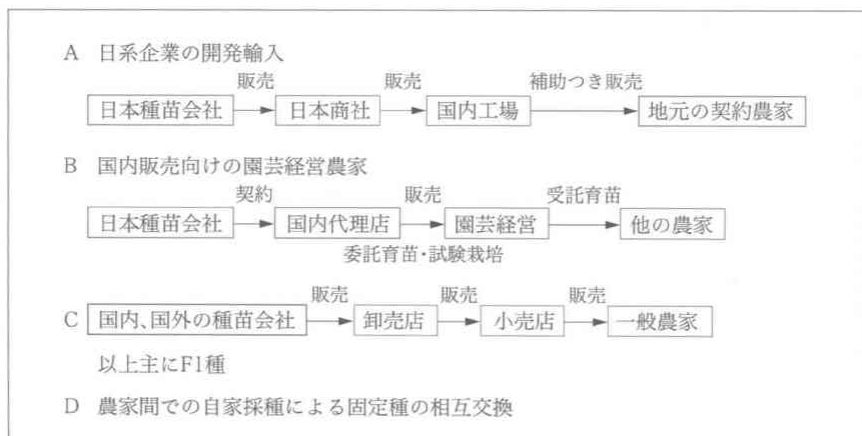 A 日系企業の開発輸入
販売 販売 補助つき販売
日本種苗会社 日本商社 国内工場 地元の契約農家
B 国内販売向けの園芸経営農家
契約 販売 受託育苗
日本種苗会社 国内代理店 園芸経営 他の農家
委託育苗・試験栽培
販売 販売 販売
C 国内、国外の種苗会社 卸売店 小売店 一般農家
以上主にF1種
D 農家間での自家採種による固定種の相互交換